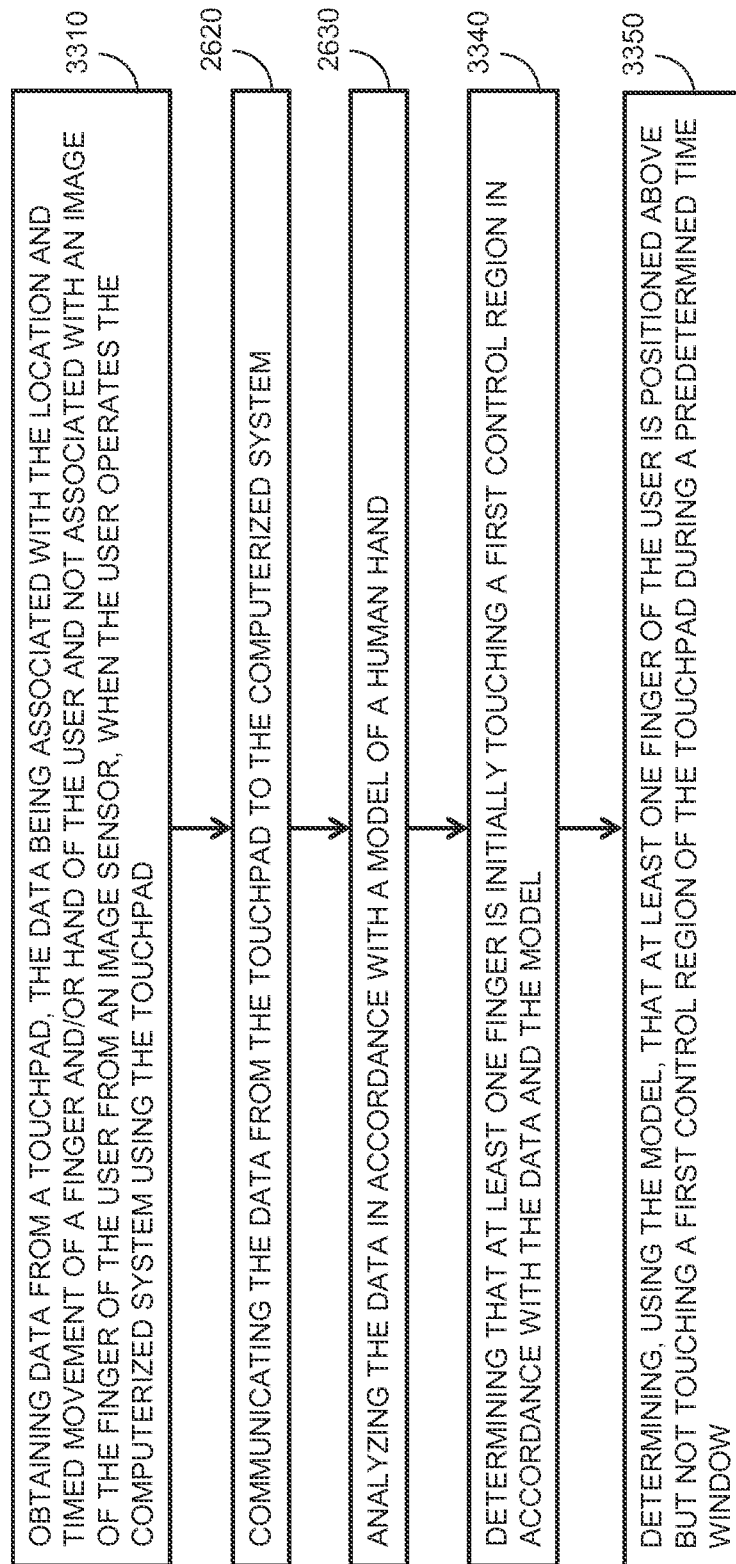 OBTAINING DATA FROM A TOUCHPAD, THE DATA BEING ASSOCIATED WITH THE LOCATION AND
TIMED MOVEMENT OF A FINGER AND/OR HAND OF THE USER AND NOT ASSOCIATED WITH AN IMAGE
OF THE FINGER OF THE USER FROM AN IMAGE SENSOR, WHEN THE USER OPERATES THE
COMPUTERIZED SYSTEM USING THE TOUCHPAD
3310
COMMUNICATING THE DATA FROM THE TOUCHPAD TO THE COMPUTERIZED SYSTEM
2620
ANALYZING THE DATA IN ACCORDANCE WITH A MODEL OF A HUMAN HAND
2630
DETERMINING THAT AT LEAST ONE FINGER IS INITIALLY TOUCHING A FIRST CONTROL REGION IN
ACCORDANCE WITH THE DATA AND THE MODEL
3340
DETERMINING, USING THE MODEL, THAT AT LEAST ONE FINGER OF THE USER IS POSITIONED ABOVE
BUT NOT TOUCHING A FIRST CONTROL REGION OF THE TOUCHPAD DURING A PREDETERMINED TIME
WINDOW
3350